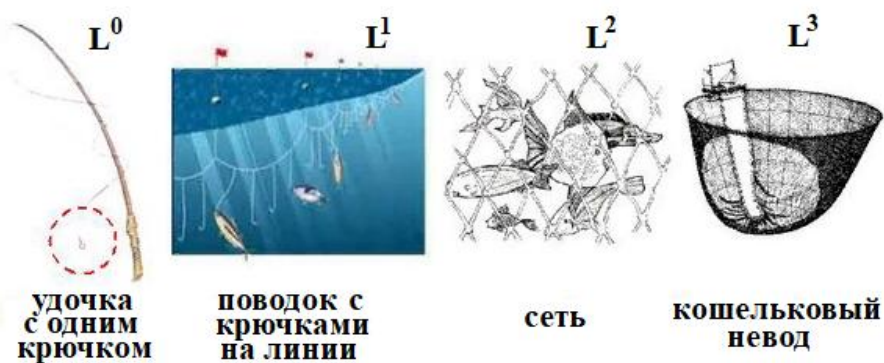 L⁰
L¹
L²
L³
удочка
с одним
крючком
поводок с
крючками
на линии
сеть
кошельковый
невод